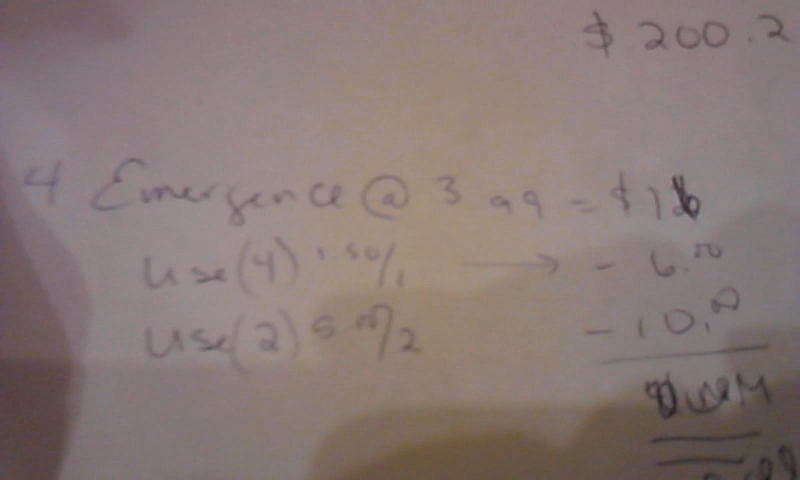 $ 200.2
4 Emergence @ 3 99 = $ 16
use (4) 1.50/1 → - 6.00
use (2) 5.00/2 - 10.00